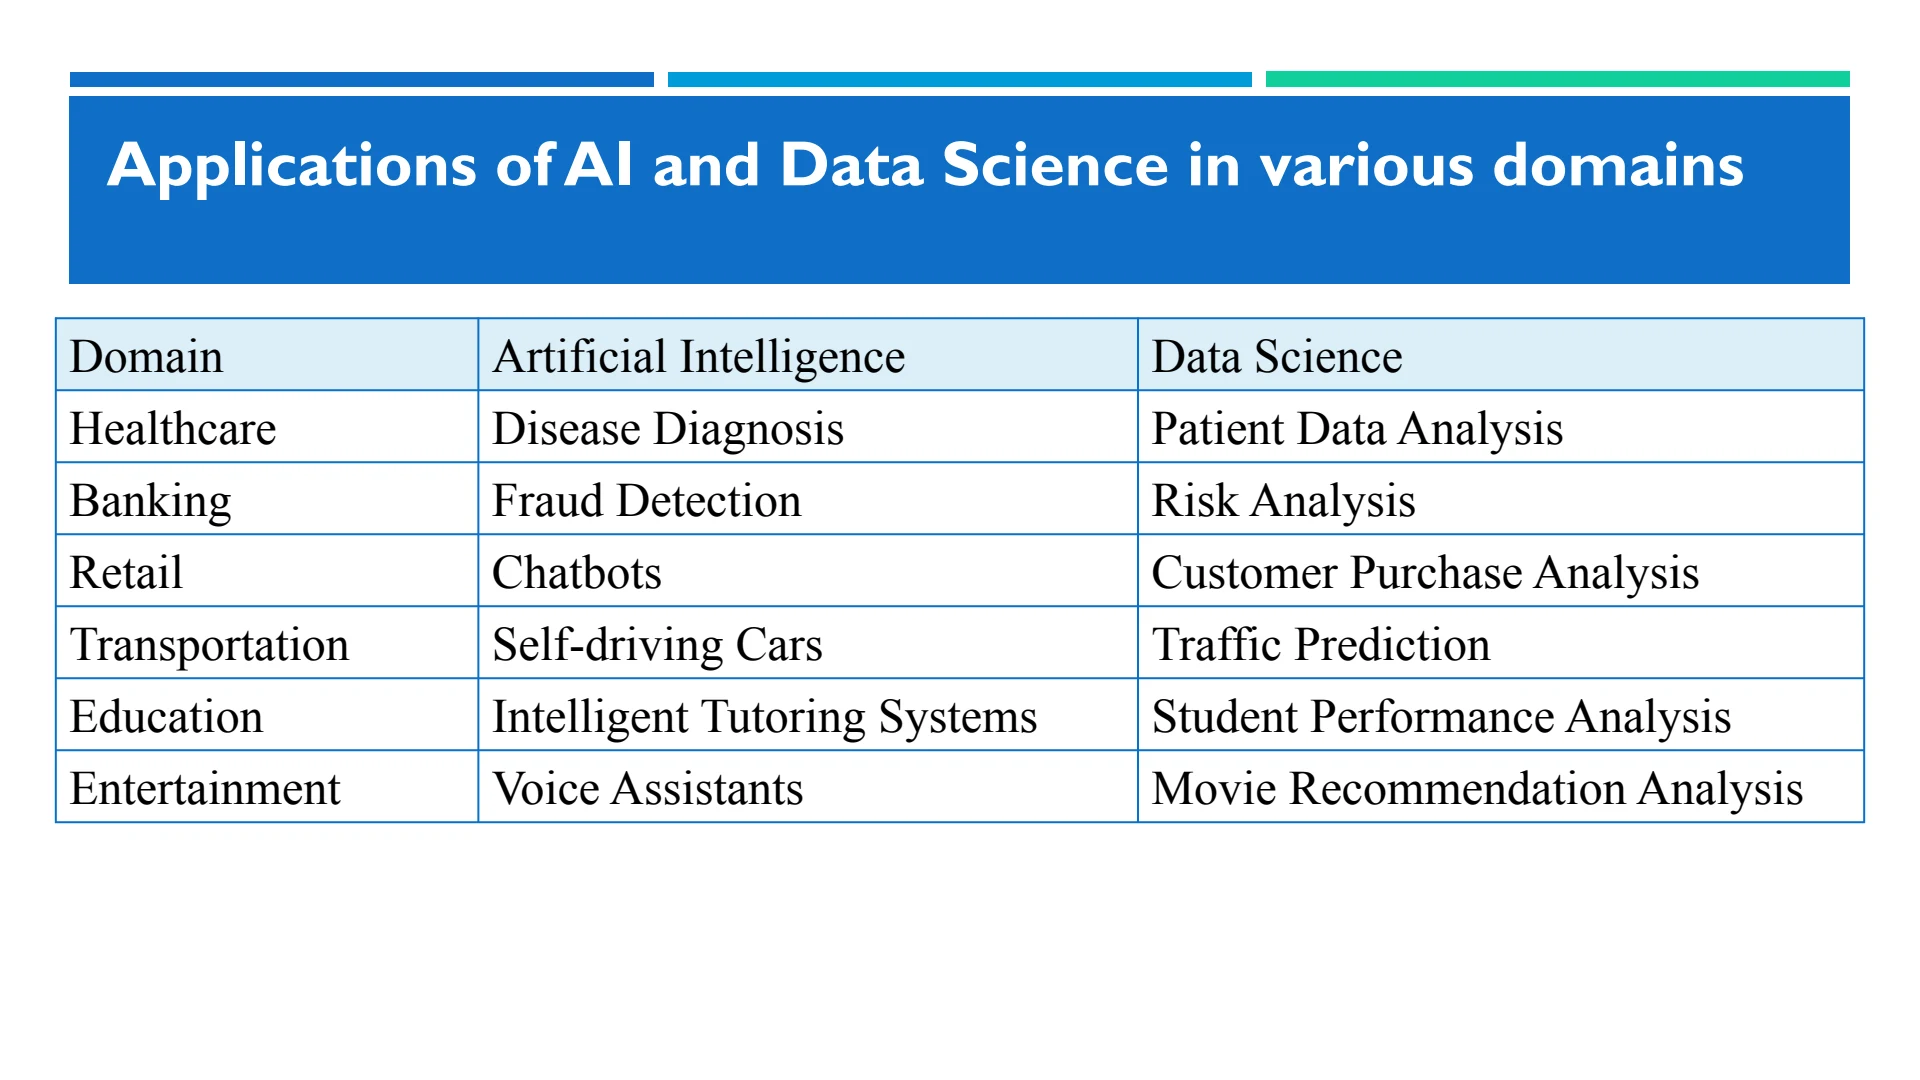 Applications of AI and Data Science in various domains
Domain Artificial Intelligence Data Science
Healthcare Disease Diagnosis Patient Data Analysis
Banking Fraud Detection Risk Analysis
Retail Chatbots Customer Purchase Analysis
Transportation Self-driving Cars Traffic Prediction
Education Intelligent Tutoring Systems Student Performance Analysis
Entertainment Voice Assistants Movie Recommendation Analysis